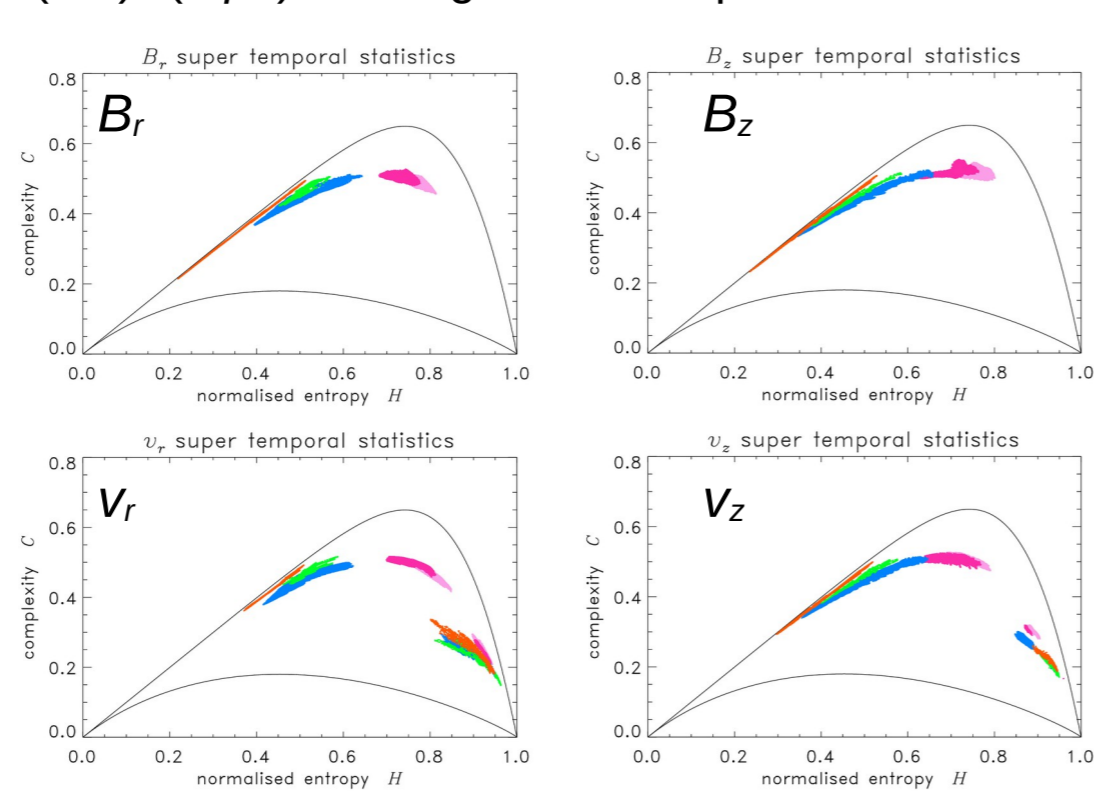 B_r super temporal statistics
B_r
complexity C
0.8
0.6
0.4
0.2
0.0
0.0 0.2 0.4 0.6 0.8 1.0
normalised entropy H
B_z super temporal statistics
B_z
complexity C
0.8
0.6
0.4
0.2
0.0
0.0 0.2 0.4 0.6 0.8 1.0
normalised entropy H
v_r super temporal statistics
v_r
complexity C
0.8
0.6
0.4
0.2
0.0
0.0 0.2 0.4 0.6 0.8 1.0
normalised entropy H
v_z super temporal statistics
v_z
complexity C
0.8
0.6
0.4
0.2
0.0
0.0 0.2 0.4 0.6 0.8 1.0
normalised entropy H